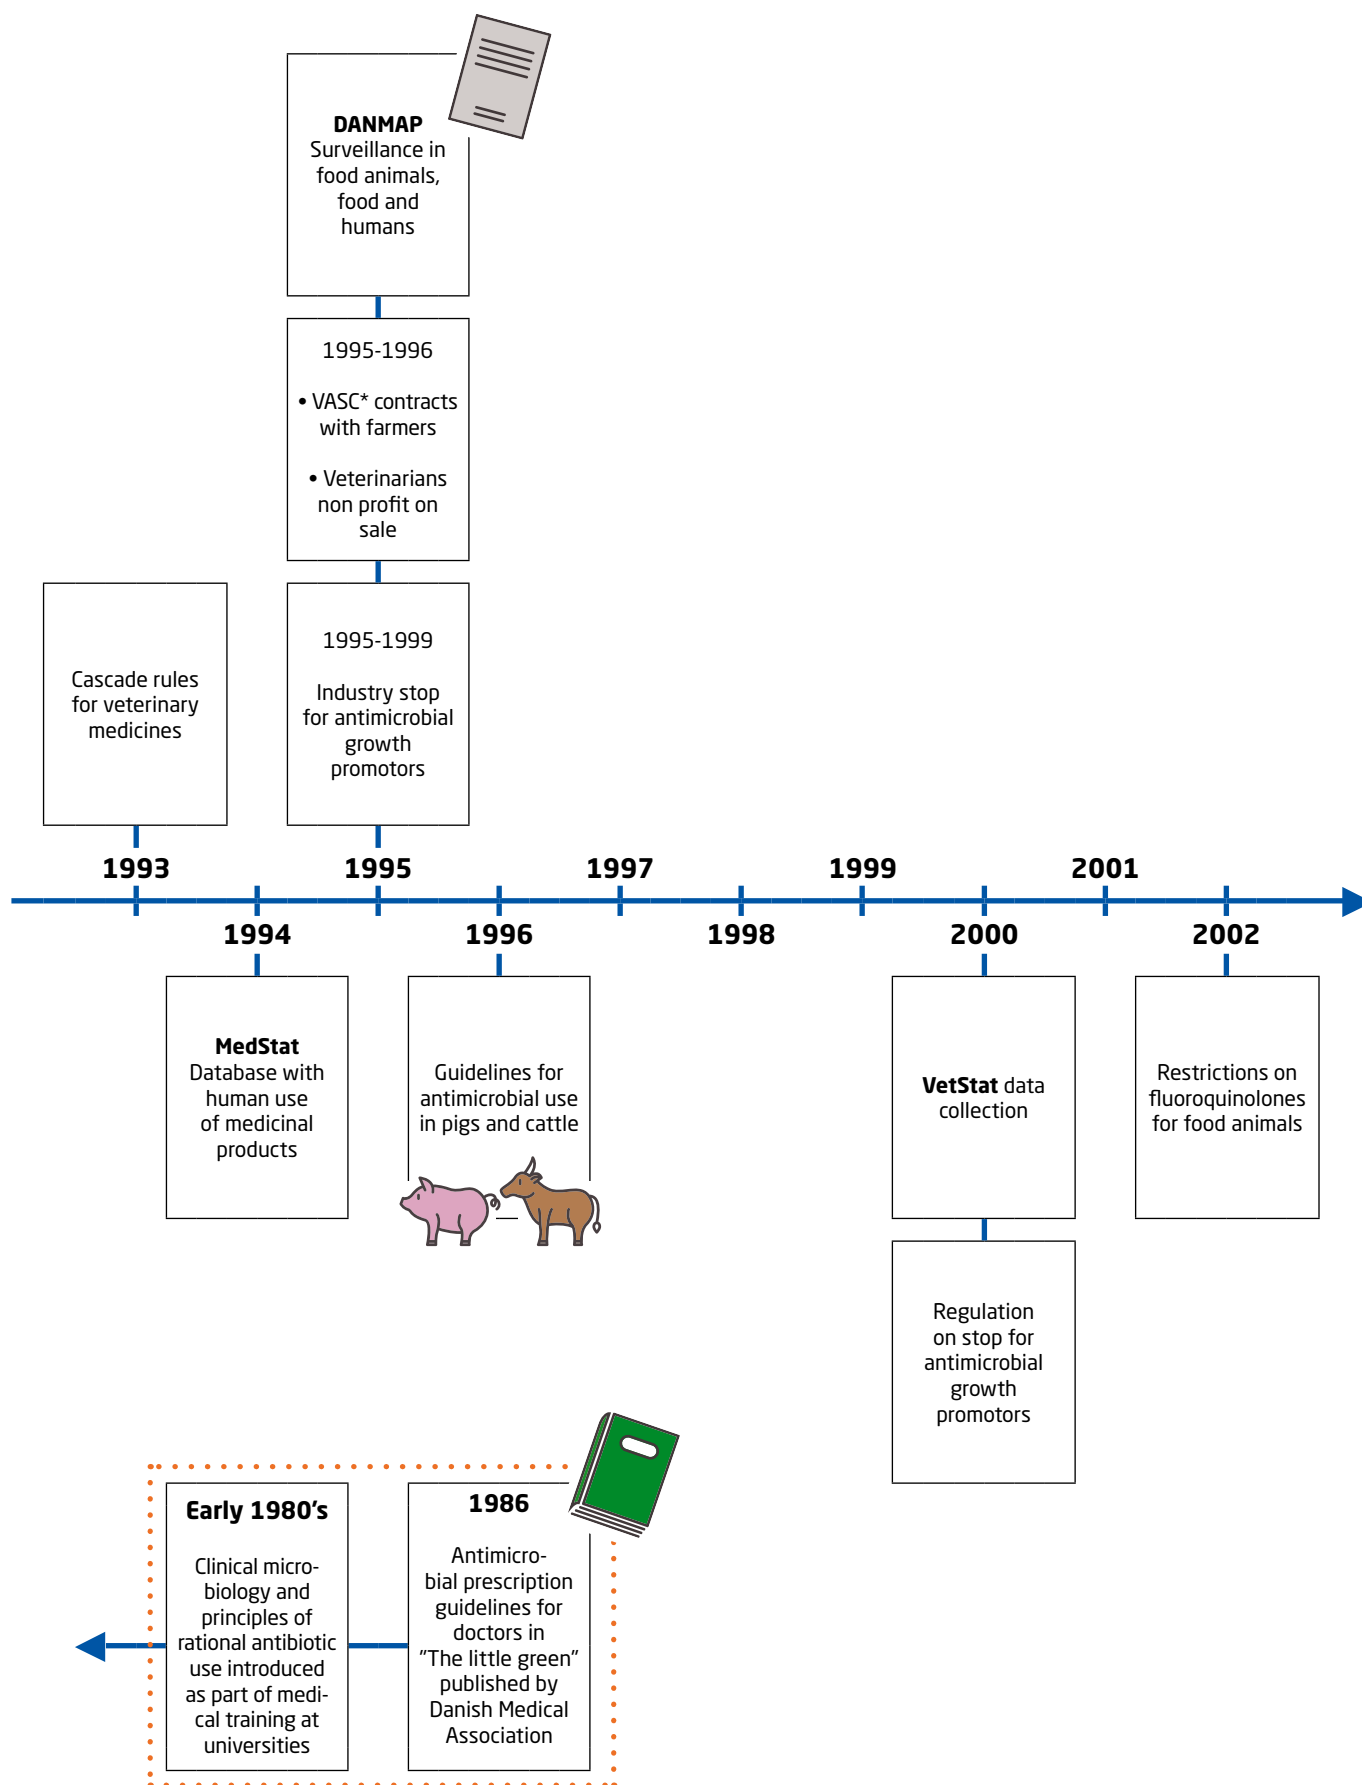 DANMAP
Surveillance in
food animals,
food and
humans
1995-1996
• VASC* contracts
with farmers
• Veterinarians
non profit on
sale
Cascade rules
for veterinary
medicines
1995-1999
Industry stop
for antimicrobial
growth
promotors
1993
1995
1997
1999
2001
1994
1996
1998
2000
2002
MedStat
Database with
human use
of medicinal
products
Guidelines for
antimicrobial use
in pigs and cattle
VetStat data
collection
Restrictions on
fluoroquinolones
for food animals
Regulation
on stop for
antimicrobial
growth
promotors
Early 1980's
Clinical micro-
biology and
principles of
rational antibiotic
use introduced
as part of medi-
cal training at
universities
1986
Antimicro-
bial prescription
guidelines for
doctors in
”The little green”
published by
Danish Medical
Association